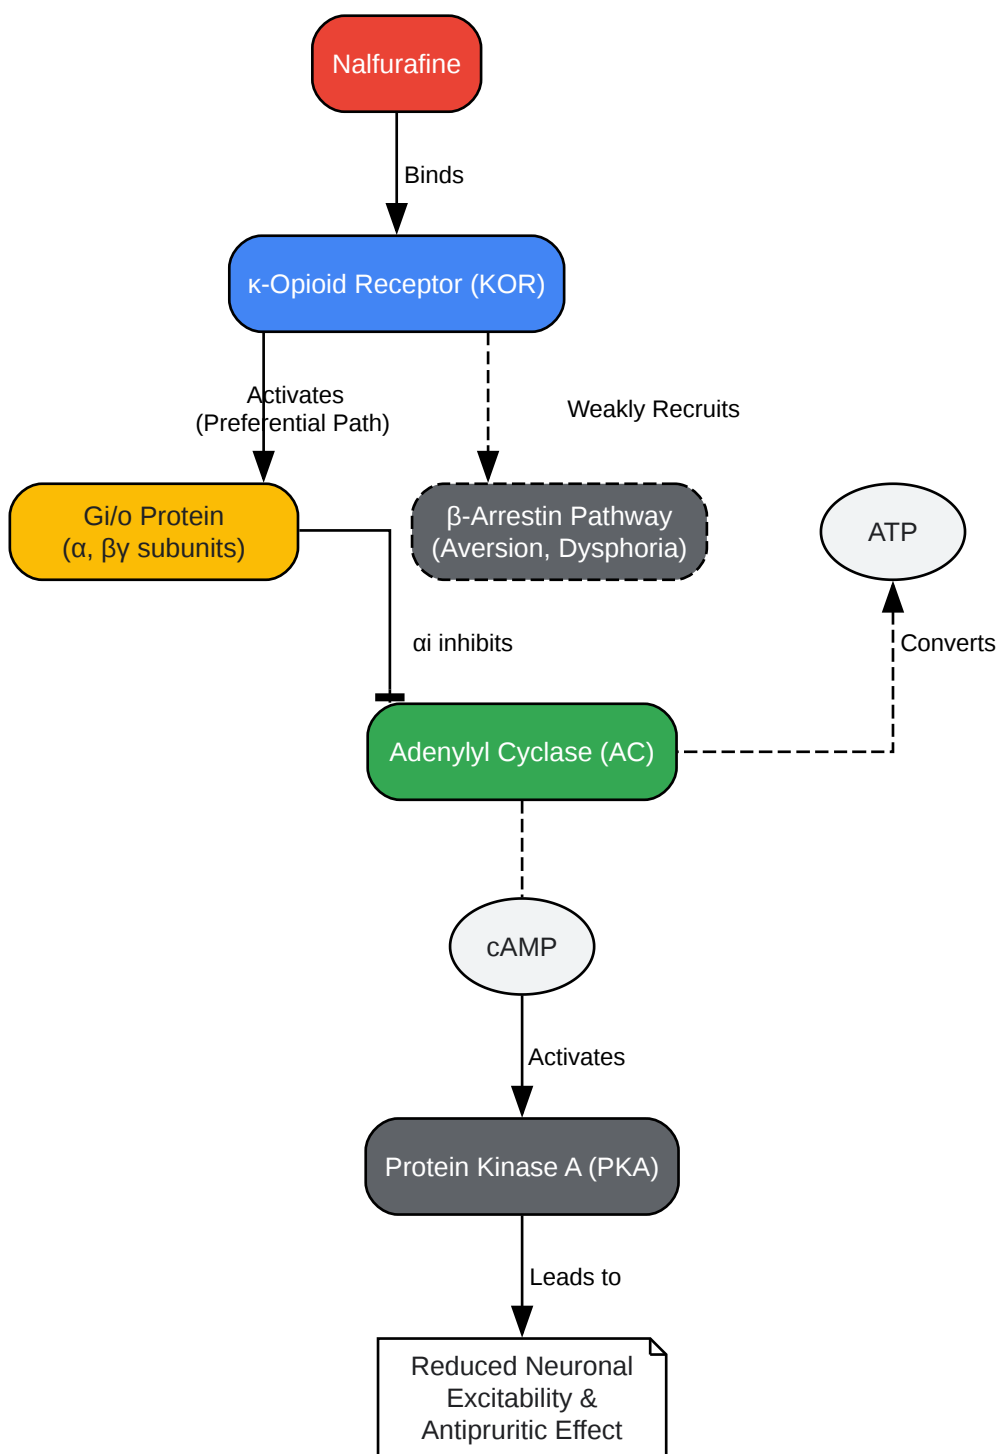 Nalfurafine
Binds
κ-Opioid Receptor (KOR)
Activates
(Preferential Path)
Weakly Recruits
Gi/o Protein
(α, βγ subunits)
β-Arrestin Pathway
(Aversion, Dysphoria)
ATP
αi inhibits
Converts
Adenylyl Cyclase (AC)
cAMP
Activates
Protein Kinase A (PKA)
Leads to
Reduced Neuronal
Excitability &
Antipruritic Effect